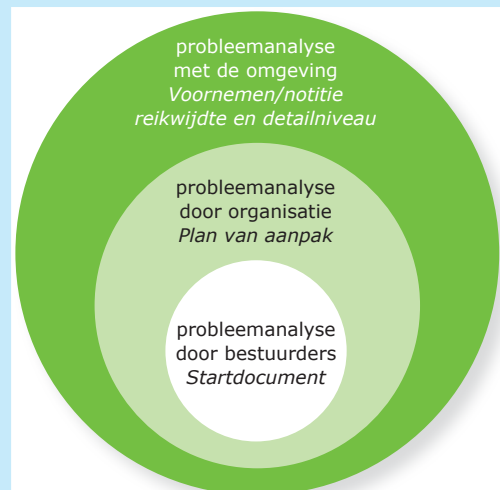 probleemanalyse
met de omgeving
Voornemen/notitie
reikwijdte en detailniveau
probleemanalyse
door organisatie
Plan van aanpak
probleemanalyse
door bestuurders
Startdocument